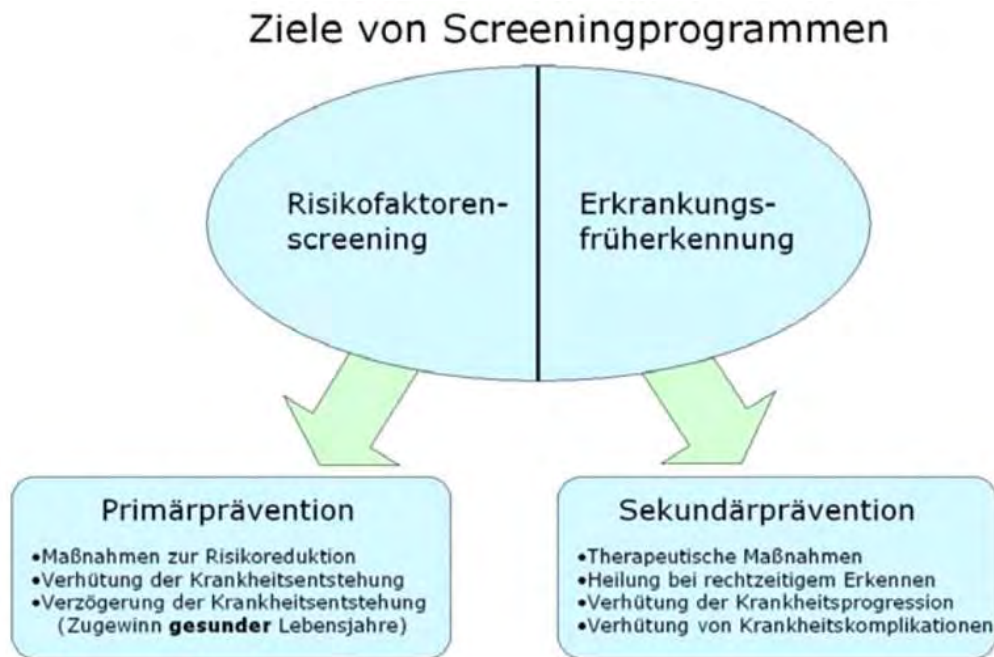 Ziele von Screeningprogrammen
Risikofaktoren-
screening
Erkrankungs-
früherkennung
Primärprävention
•Maßnahmen zur Risikoreduktion
•Verhütung der Krankheitsentstehung
•Verzögerung der Krankheitsentstehung
(Zugewinn gesunder Lebensjahre)
Sekundärprävention
•Therapeutische Maßnahmen
•Heilung bei rechtzeitigem Erkennen
•Verhütung der Krankheitsprogression
•Verhütung von Krankheitskomplikationen